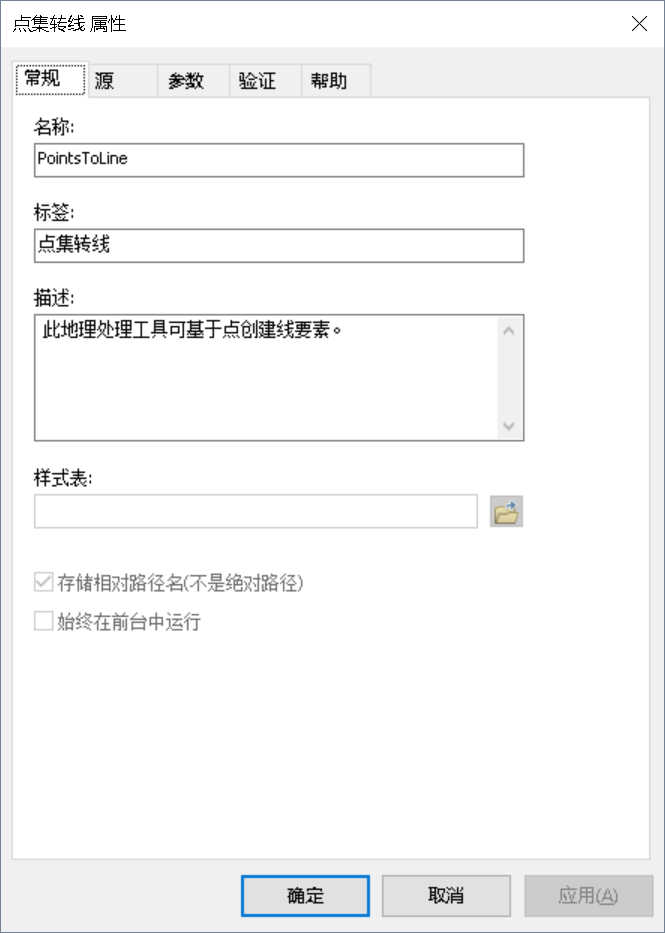 点集转线 属性
常规 源 参数 验证 帮助
名称:
PointsToLine
标签:
点集转线
描述:
此地理处理工具可基于点创建线要素。
样式表:
存储相对路径名(不是绝对路径)
始终在前台中运行
确定 取消 应用(A)